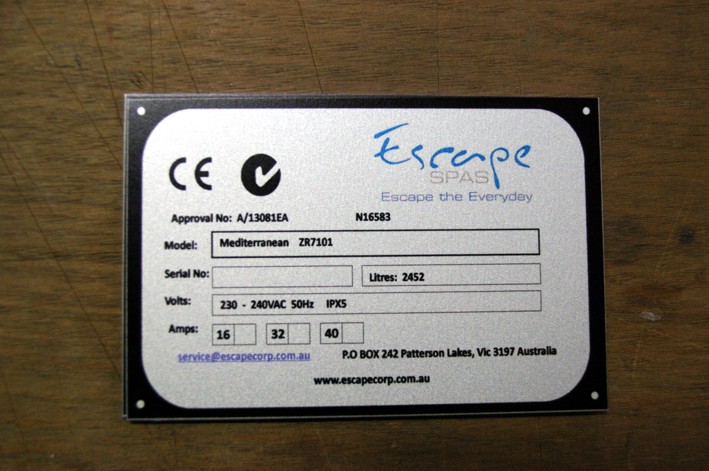 Escape
SPAS
Escape the Everyday
CE
Approval No: A/13081EA N16583
Model: Mediterranean ZR7101
Serial No: Litres: 2452
Volts: 230 - 240VAC 50Hz IPX5
Amps: 16 32 40
service@escapecorp.com.au P.O BOX 242 Patterson Lakes, Vic 3197 Australia
www.escapecorp.com.au